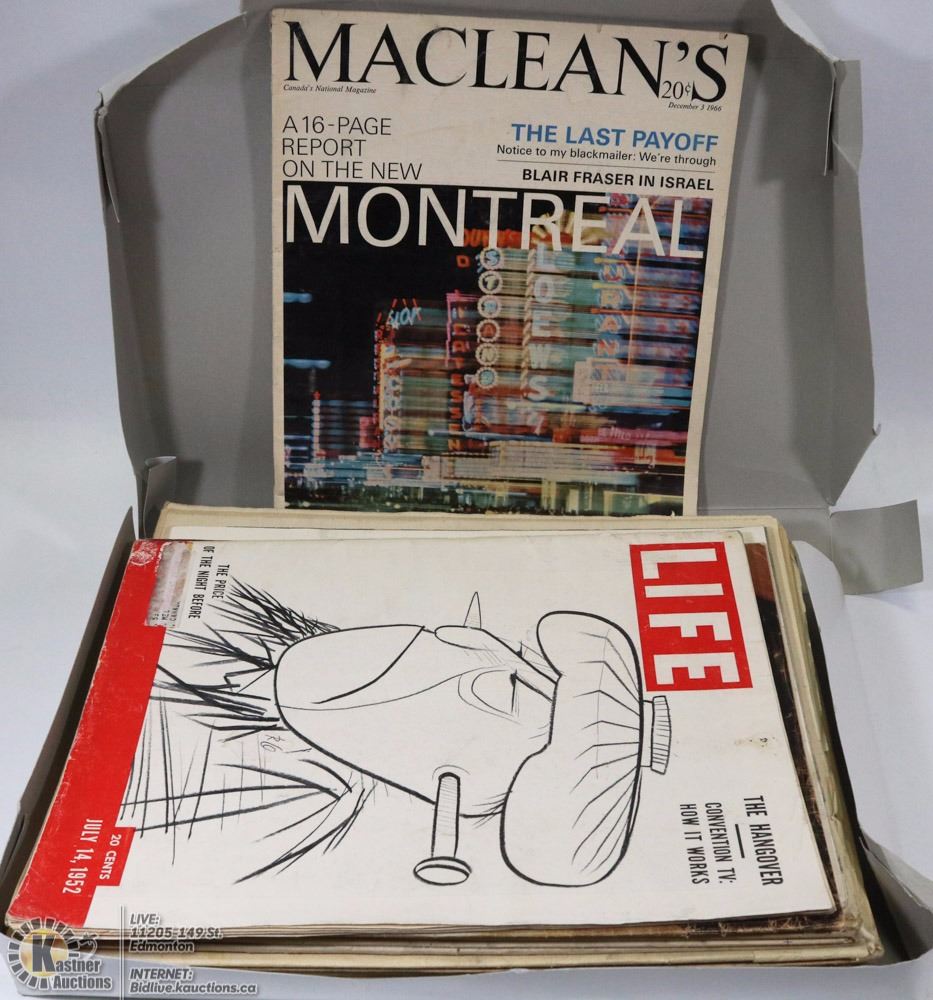 MACLEAN'S
20¢
Canada's National Magazine
December 3 1966
A 16-PAGE
REPORT
ON THE NEW
MONTREAL
THE LAST PAYOFF
Notice to my blackmailer: We're through
BLAIR FRASER IN ISRAEL
STRAND
LOEWS
LIFE
THE HANGOVER
CONVENTION TV:
HOW IT WORKS
THE PRICE
OF THE NIGHT BEFORE
20 CENTS
JULY 14, 1952
Kastner
Auctions
LIVE:
11205-149 St.
Edmonton
INTERNET:
Bidlive.kauctions.ca